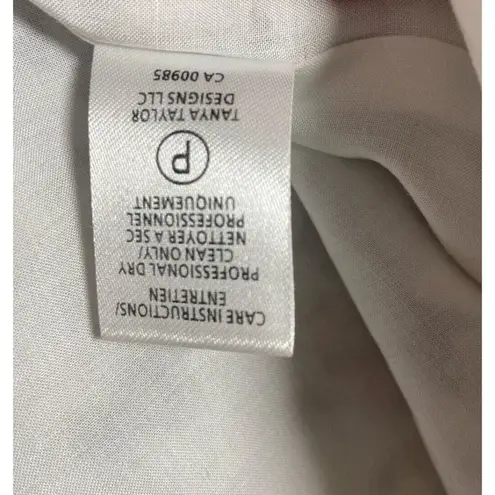 CARE INSTRUCTIONS/
ENTRETIEN
PROFESSIONAL DRY
CLEAN ONLY/
NETTOYER A SEC
PROFESSIONNEL
UNIQUEMENT
P
TANYA TAYLOR
DESIGNS LLC
CA 00985